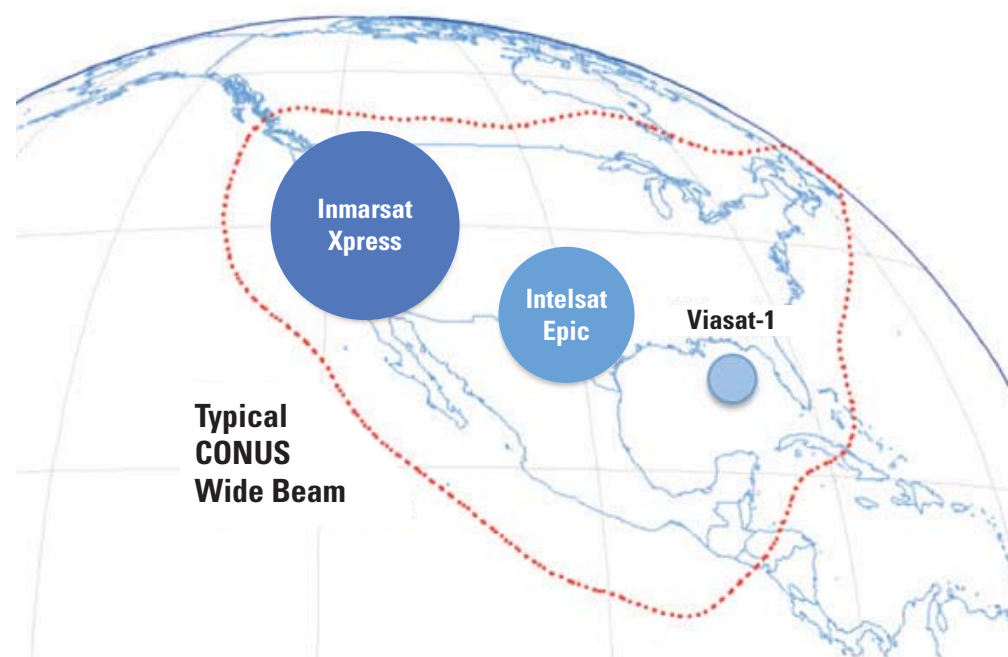 Inmarsat
Xpress
Intelsat
Epic
Viasat-1
Typical
CONUS
Wide Beam